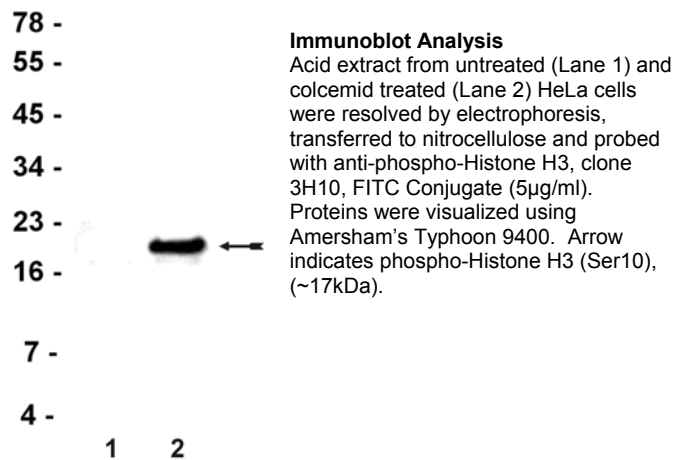 78 -
55 -
45 -
34 -
23 -
16 -
7 -
4 -
1 2
Immunoblot Analysis
Acid extract from untreated (Lane 1) and
colcemid treated (Lane 2) HeLa cells
were resolved by electrophoresis,
transferred to nitrocellulose and probed
with anti-phospho-Histone H3, clone
3H10, FITC Conjugate (5µg/ml).
Proteins were visualized using
Amersham's Typhoon 9400.  Arrow
indicates phospho-Histone H3 (Ser10),
(~17kDa).